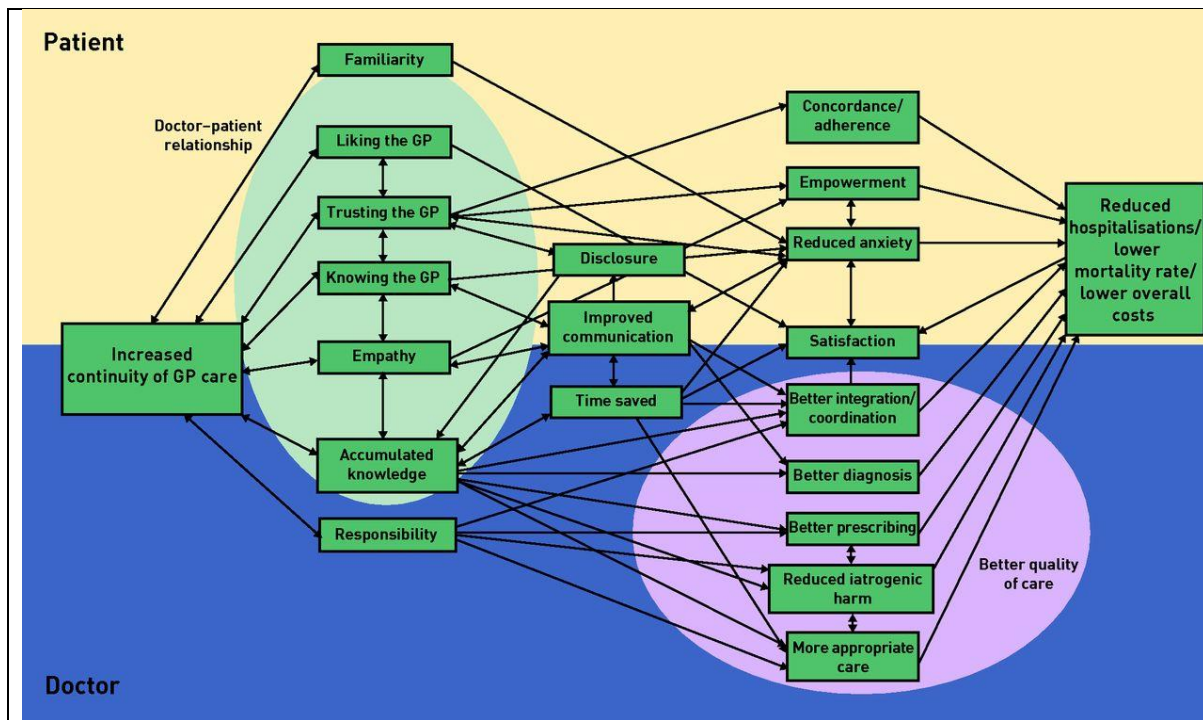 Patient
Familiarity
Doctor–patient
relationship
Liking the GP
Trusting the GP
Knowing the GP
Empathy
Accumulated
knowledge
Responsibility
Increased
continuity of GP care
Disclosure
Improved
communication
Time saved
Concordance/
adherence
Empowerment
Reduced anxiety
Satisfaction
Better integration/
coordination
Better diagnosis
Better prescribing
Reduced iatrogenic
harm
More appropriate
care
Better quality
of care
Reduced
hospitalisations/
lower
mortality rate/
lower overall
costs
Doctor